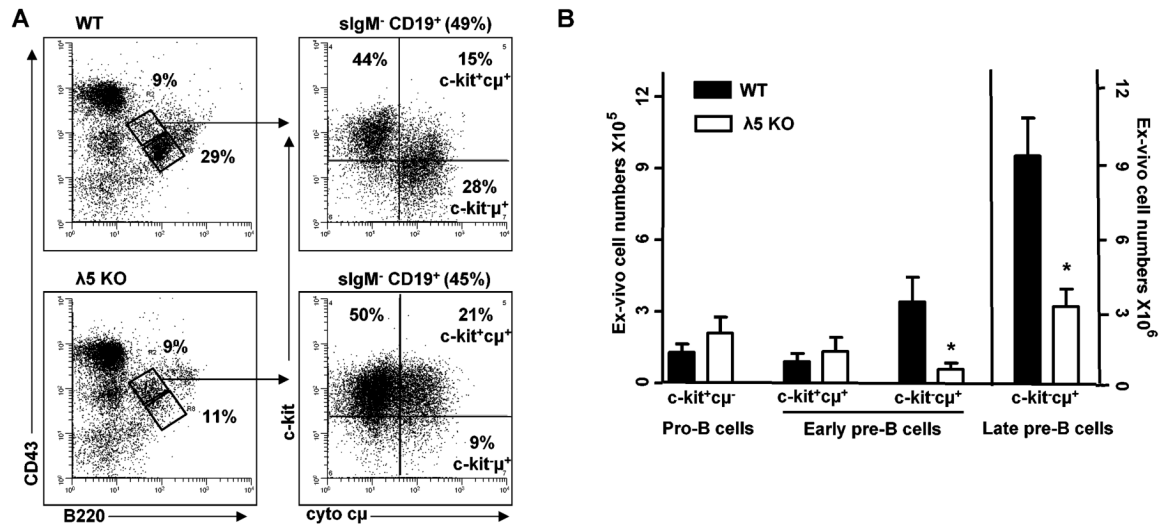 A
WT
sIgM⁻ CD19⁺ (49%)
9%
29%
44%
15%
c-kit⁺cμ⁺
28%
c-kit⁻μ⁺
λ5 KO
sIgM⁻ CD19⁺ (45%)
9%
11%
50%
21%
c-kit⁺cμ⁺
9%
c-kit⁻μ⁺
CD43
B220
c-kit
cyto cμ
B
WT
λ5 KO
Ex-vivo cell numbers X10⁵
12
9
6
3
0
Ex-vivo cell numbers X10⁶
12
9
6
3
0
*
*
c-kit⁺cμ⁻
c-kit⁺cμ⁺
c-kit⁻cμ⁺
c-kit⁻cμ⁺
Pro-B cells
Early pre-B cells
Late pre-B cells